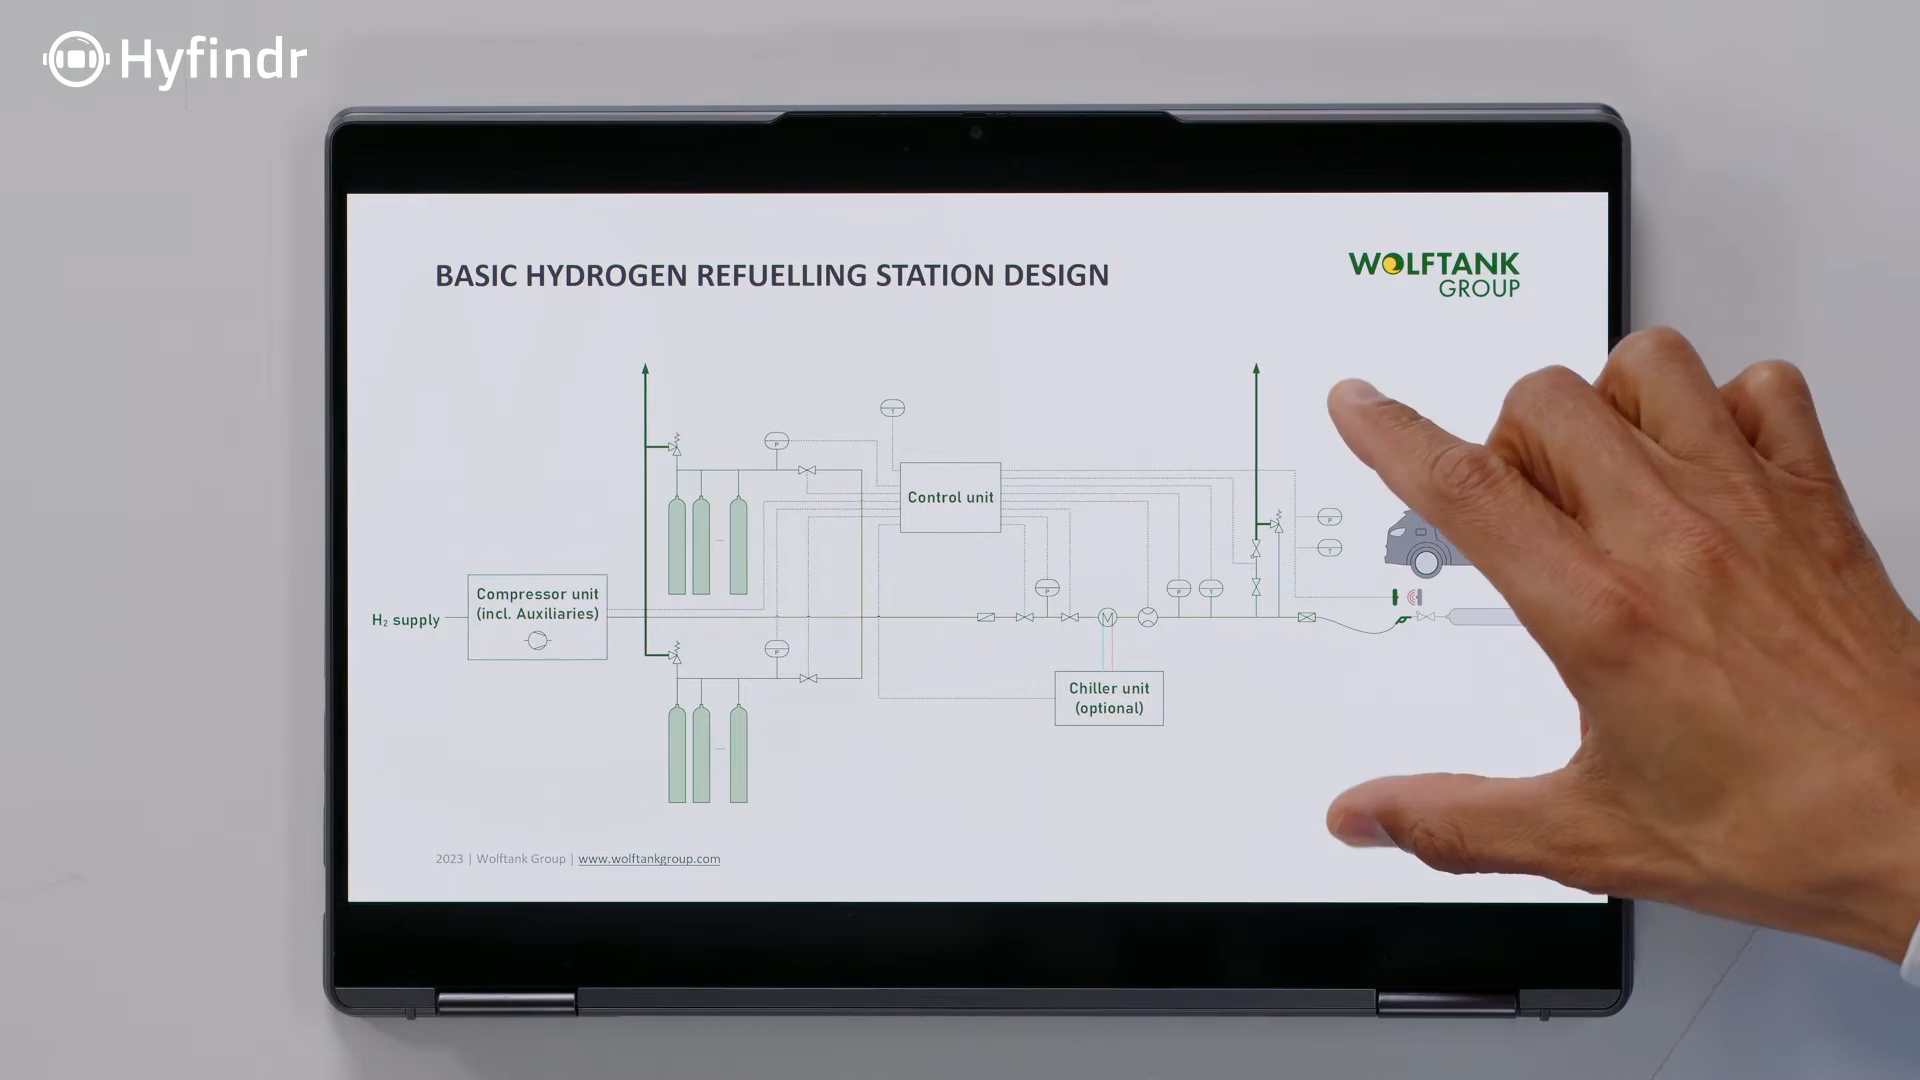 Hyfindr
BASIC HYDROGEN REFUELLING STATION DESIGN
WOLFTANK
GROUP
T
P
Control unit
P
T
Compressor unit
(incl. Auxiliaries)
H₂ supply
P
P
T
M
P
Chiller unit
(optional)
2023 | Wolftank Group | www.wolftankgroup.com